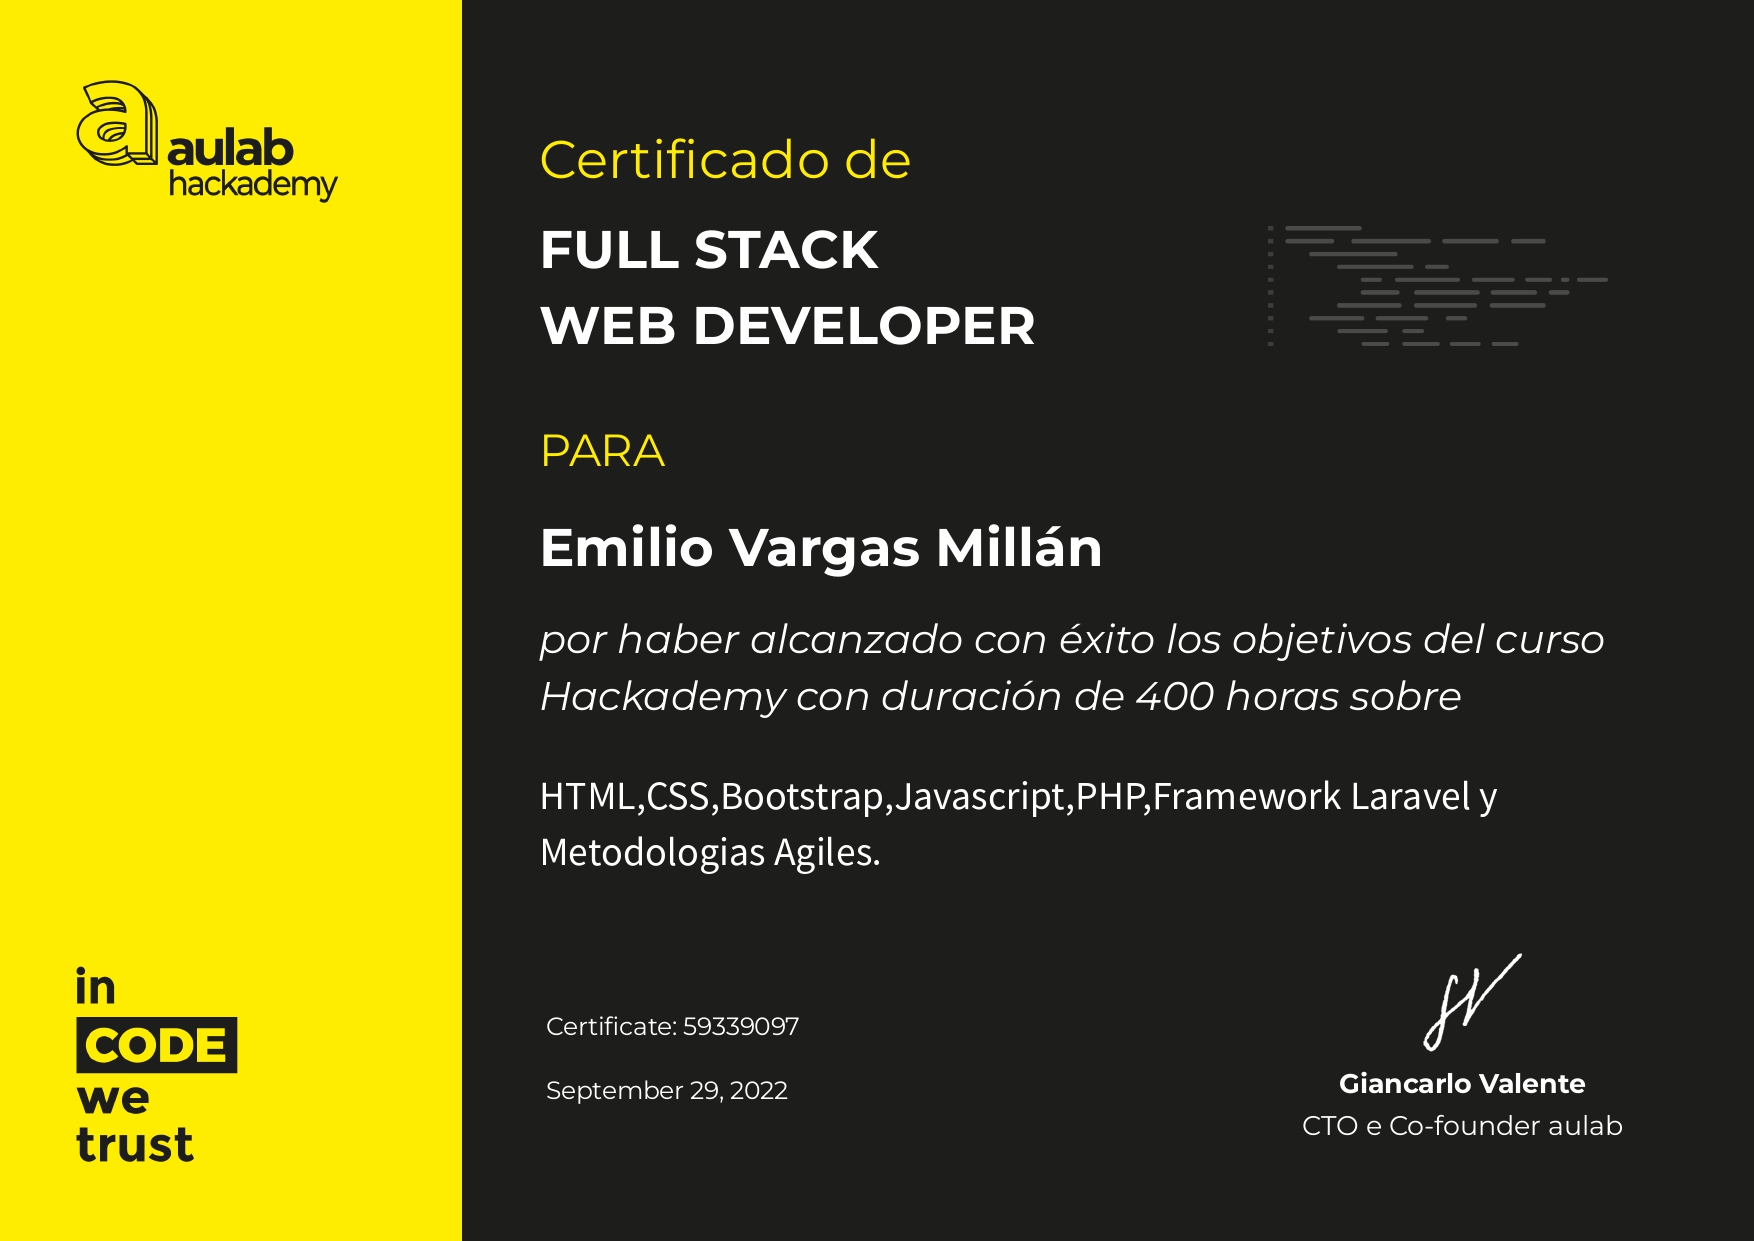 aulab
hackademy
Certificado de
FULL STACK
WEB DEVELOPER
PARA
Emilio Vargas Millán
por haber alcanzado con éxito los objetivos del curso
Hackademy con duración de 400 horas sobre
HTML,CSS,Bootstrap,Javascript,PHP,Framework Laravel y
Metodologias Agiles.
in
CODE
we
trust
Certificate: 59339097
September 29, 2022
Giancarlo Valente
CTO e Co-founder aulab